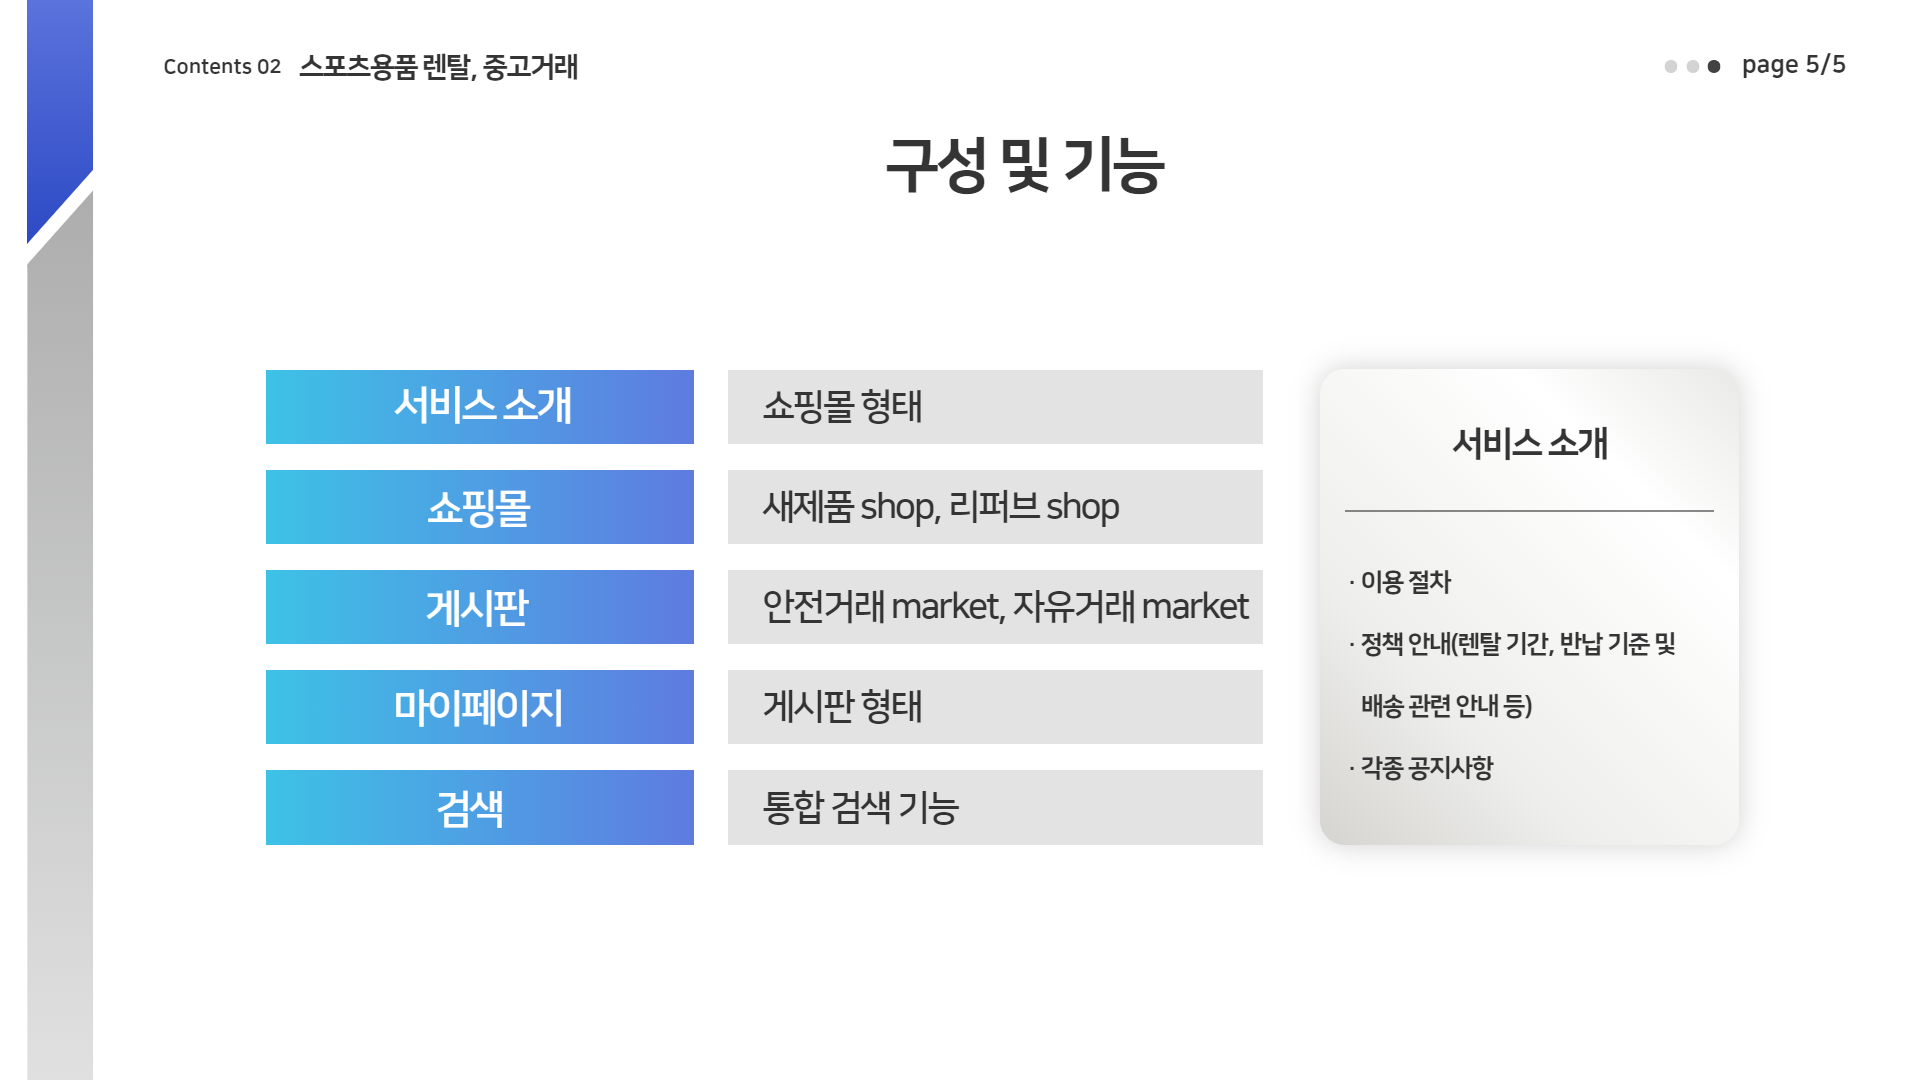 Contents 02 스포츠용품 렌탈, 중고거래
page 5/5
구성 및 기능
서비스 소개
쇼핑몰 형태
쇼핑몰
새제품 shop, 리퍼브 shop
게시판
안전거래 market, 자유거래 market
마이페이지
게시판 형태
검색
통합 검색 기능
서비스 소개
· 이용 절차
· 정책 안내(렌탈 기간, 반납 기준 및
배송 관련 안내 등)
· 각종 공지사항